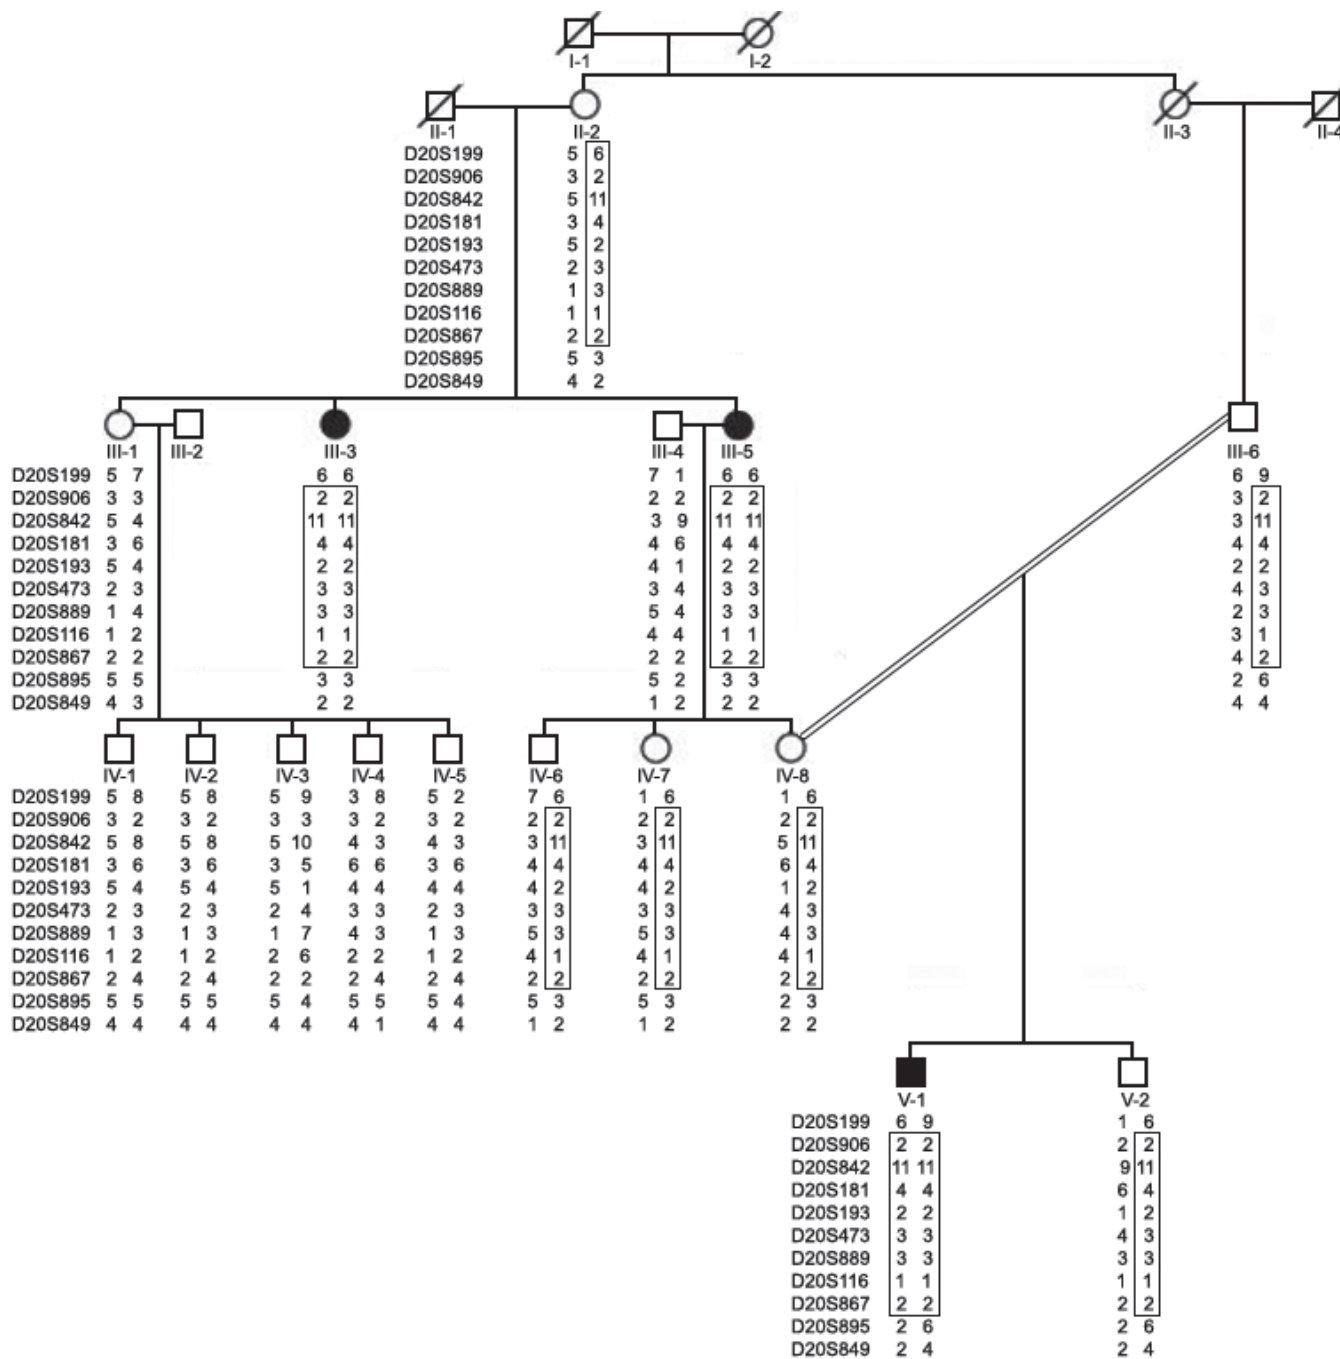 I-1 I-2
II-1 II-2 II-3 II-4
D20S199 5 6
D20S906 3 2
D20S842 5 11
D20S181 3 4
D20S193 5 2
D20S473 2 3
D20S889 1 3
D20S116 1 1
D20S867 2 2
D20S895 5 3
D20S849 4 2
III-1 III-2 III-3 III-4 III-5 III-6
D20S199 5 7 6 6 7 1 6 6 6 9
D20S906 3 3 2 2 2 2 2 2 3 2
D20S842 5 4 11 11 3 9 11 11 3 11
D20S181 3 6 4 4 4 6 4 4 4 4
D20S193 5 4 2 2 4 1 2 2 2 2
D20S473 2 3 3 3 3 4 3 3 4 3
D20S889 1 4 3 3 5 4 3 3 2 3
D20S116 1 2 1 1 4 4 1 1 3 1
D20S867 2 2 2 2 2 2 2 2 4 2
D20S895 5 5 3 3 5 2 3 3 2 6
D20S849 4 3 2 2 1 2 2 2 4 4
IV-1 IV-2 IV-3 IV-4 IV-5 IV-6 IV-7 IV-8
D20S199 5 8 5 8 5 9 3 8 5 2 7 6 1 6 1 6
D20S906 3 2 3 2 3 3 3 2 3 2 2 2 2 2 2 2
D20S842 5 8 5 8 5 10 4 3 4 3 3 11 3 11 5 11
D20S181 3 6 3 6 3 5 6 6 3 6 4 4 4 4 6 4
D20S193 5 4 5 4 5 1 4 4 4 4 4 2 4 2 1 2
D20S473 2 3 2 3 2 4 3 3 2 3 3 3 3 3 4 3
D20S889 1 3 1 3 1 7 4 3 1 3 5 3 5 3 4 3
D20S116 1 2 1 2 2 6 2 2 1 2 4 1 4 1 4 1
D20S867 2 4 2 4 2 2 2 4 2 4 2 2 2 2 2 2
D20S895 5 5 5 5 5 4 5 5 5 4 5 3 5 3 2 3
D20S849 4 4 4 4 4 4 4 1 4 4 1 2 1 2 2 2
V-1 V-2
D20S199 6 9 1 6
D20S906 2 2 2 2
D20S842 11 11 9 11
D20S181 4 4 6 4
D20S193 2 2 1 2
D20S473 3 3 4 3
D20S889 3 3 3 3
D20S116 1 1 1 1
D20S867 2 2 2 2
D20S895 2 6 2 6
D20S849 2 4 2 4